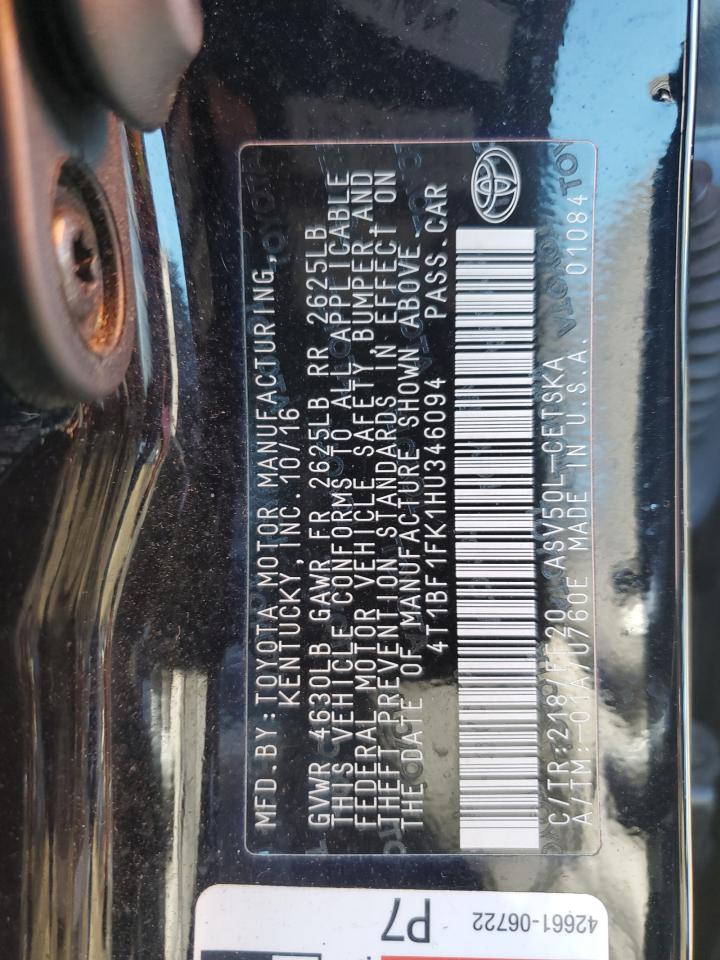 MFD.BY:TOYOTA MOTOR MANUFACTURING,
KENTUCKY, INC. 10/16
GVWR 4630LB GAWR FR 2625LB RR 2625LB
THIS VEHICLE CONFORMS TO ALL APPLICABLE
FEDERAL MOTOR VEHICLE SAFETY, BUMPER, AND
THEFT PREVENTION STANDARDS IN EFFECT ON
THE DATE OF MANUFACTURE SHOWN ABOVE.
4T1BF1FK1HU346094 PASS.CAR
C/TR:218/FE20 ASV50L-CETSKA
A/TM:-01A/U760E MADE IN U.S.A. 01084
P7
42661-06722